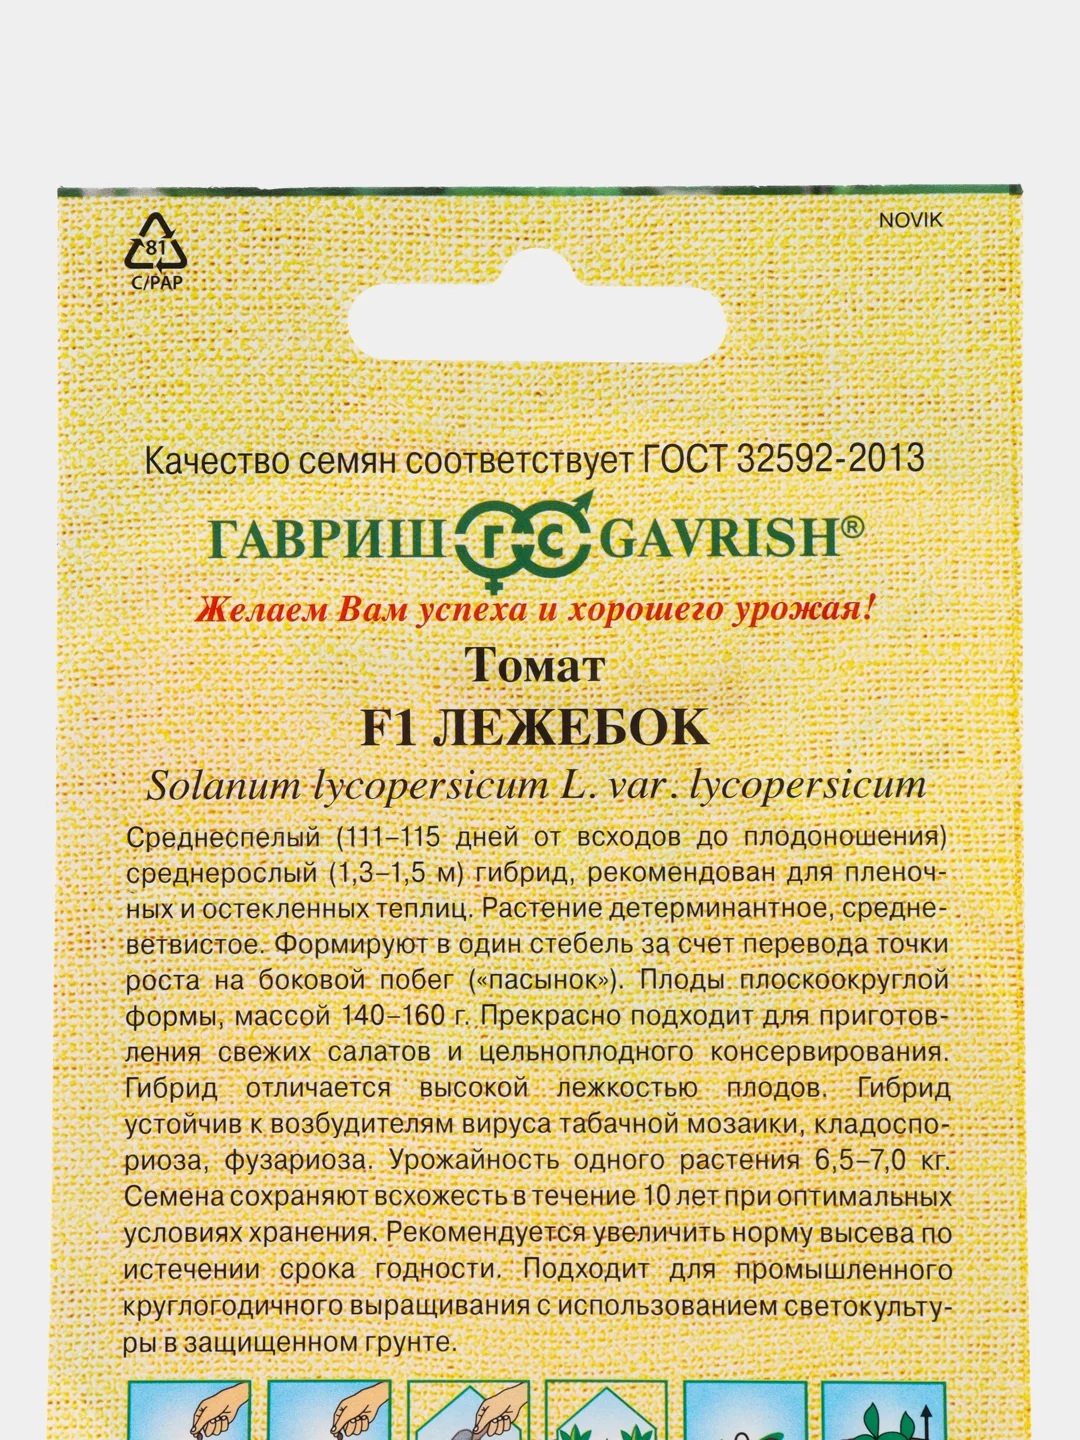 NOVIK
81
C/PAP
Качество семян соответствует ГОСТ 32592-2013
ГАВРИШ ГС GAVRISH®
Желаем Вам успеха и хорошего урожая!
Томат
F1 ЛЕЖЕБОК
Solanum lycopersicum L. var. lycopersicum
Среднеспелый (111–115 дней от всходов до плодоношения)
среднерослый (1,3–1,5 м) гибрид, рекомендован для пленоч-
ных и остекленных теплиц. Растение детерминантное, средне-
ветвистое. Формируют в один стебель за счет перевода точки
роста на боковой побег («пасынок»). Плоды плоскоокруглой
формы, массой 140–160 г. Прекрасно подходит для приготов-
ления свежих салатов и цельноплодного консервирования.
Гибрид отличается высокой лежкостью плодов. Гибрид
устойчив к возбудителям вируса табачной мозаики, кладоспо-
риоза, фузариоза. Урожайность одного растения 6,5–7,0 кг.
Семена сохраняют всхожесть в течение 10 лет при оптимальных
условиях хранения. Рекомендуется увеличить норму высева по
истечении срока годности. Подходит для промышленного
круглогодичного выращивания с использованием светокульту-
ры в защищенном грунте.